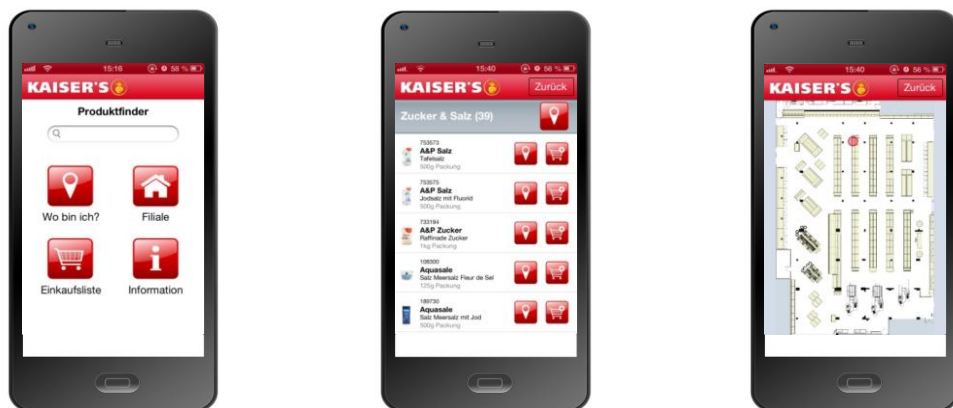 15:16
58 %
KAISER'S
Produktfinder
Wo bin ich?
Filiale
Einkaufsliste
Information
15:40
56 %
KAISER'S
Zurück
Zucker & Salz (39)
753573
A&P Salz
Tafelsalz
500g Packung
753575
A&P Salz
Jodsalz mit Fluorid
500g Packung
733194
A&P Zucker
Raffinade Zucker
1kg Packung
108300
Aquasale
Salz Meersalz Fleur de Sel
125g Packung
189730
Aquasale
Salz Meersalz mit Jod
500g Packung
15:40
56 %
KAISER'S
Zurück